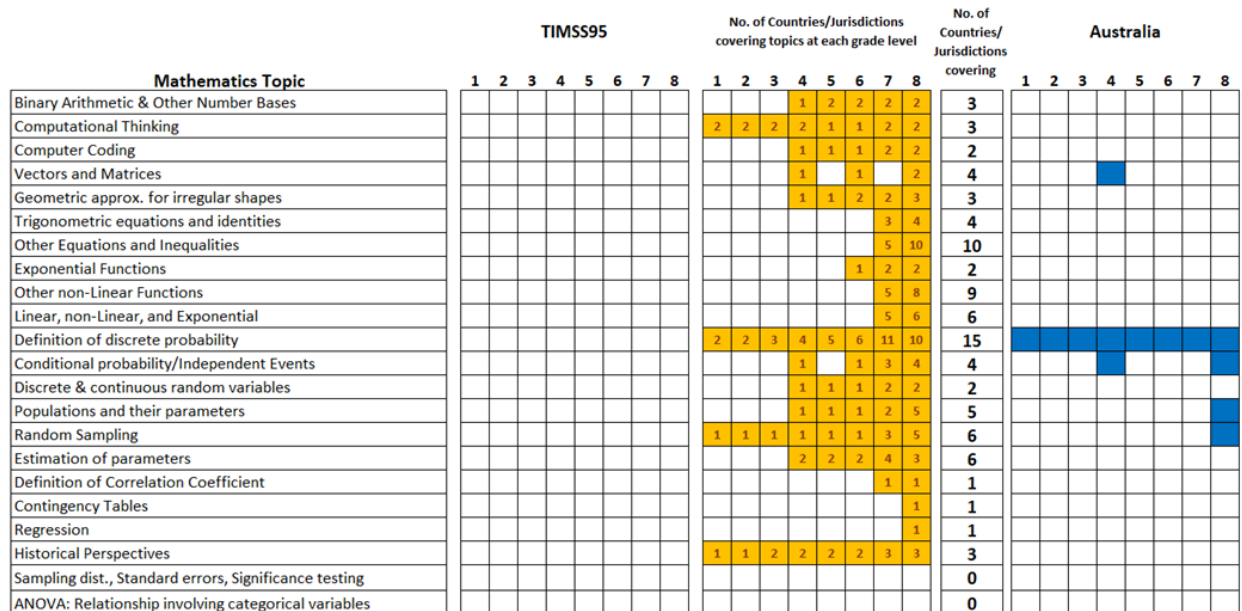 No. of
No. of Countries/Jurisdictions
Countries/
TIMSS95
Australia
covering topics at each grade level
Jurisdictions
covering
Mathematics Topic 1 2 3 4 5 6 7 8 1 2 3 4 5 6 7 8 1 2 3 4 5 6 7 8
Binary Arithmetic & Other Number Bases 1 2 2 2 2 3
Computational Thinking 2 2 2 2 1 1 2 2 3
Computer Coding 1 1 1 2 2 2
Vectors and Matrices 1 1 2 4
Geometric approx. for irregular shapes 1 1 2 2 3 3
Trigonometric equations and identities 3 4 4
Other Equations and Inequalities 5 10 10
Exponential Functions 1 2 2 2
Other non-Linear Functions 5 8 9
Linear, non-Linear, and Exponential 5 6 6
Definition of discrete probability 2 2 3 4 5 6 11 10 15
Conditional probability/Independent Events 1 1 3 4 4
Discrete & continuous random variables 1 1 1 2 2 2
Populations and their parameters 1 1 1 2 5 5
Random Sampling 1 1 1 1 1 1 3 5 6
Estimation of parameters 2 2 2 4 3 6
Definition of Correlation Coefficient 1 1 1
Contingency Tables 1 1
Regression 1 1
Historical Perspectives 1 1 2 2 2 2 3 3 3
Sampling dist., Standard errors, Significance testing 0
ANOVA: Relationship involving categorical variables 0